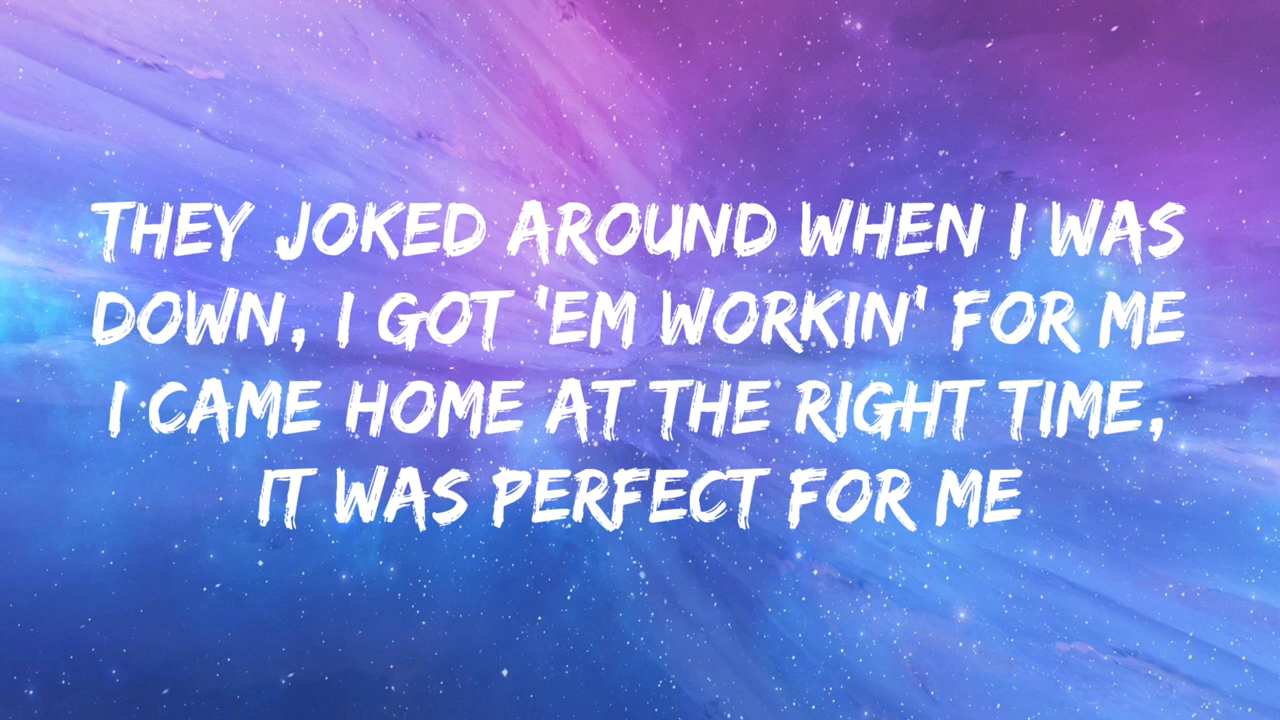 THEY JOKED AROUND WHEN I WAS
DOWN, I GOT 'EM WORKIN' FOR ME
I CAME HOME AT THE RIGHT TIME,
IT WAS PERFECT FOR ME